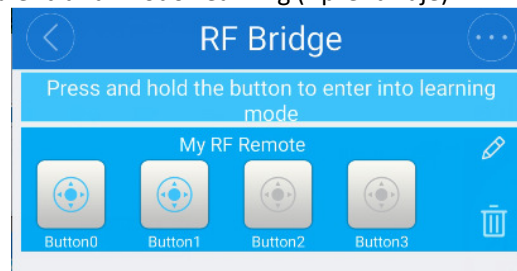 RF Bridge
Press and hold the button to enter into learning
mode
My RF Remote
Button0 Button1 Button2 Button3